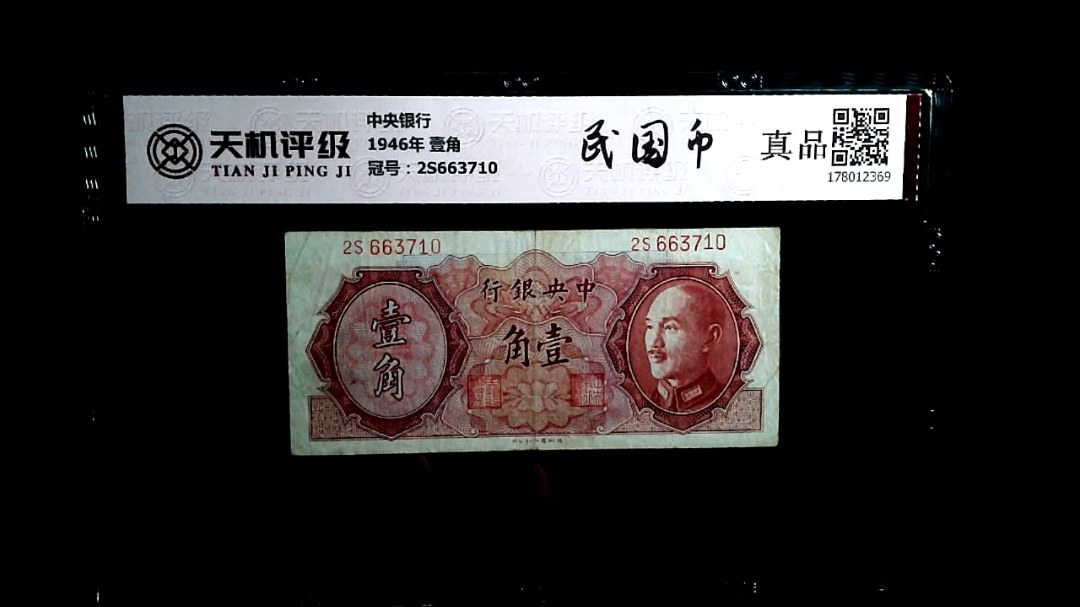 天机评级
TIAN JI PING JI
中央银行
1946年 壹角
冠号：2S663710
民国币
真品
178012369
2S 663710
2S 663710
行銀央中
角壹
壹角